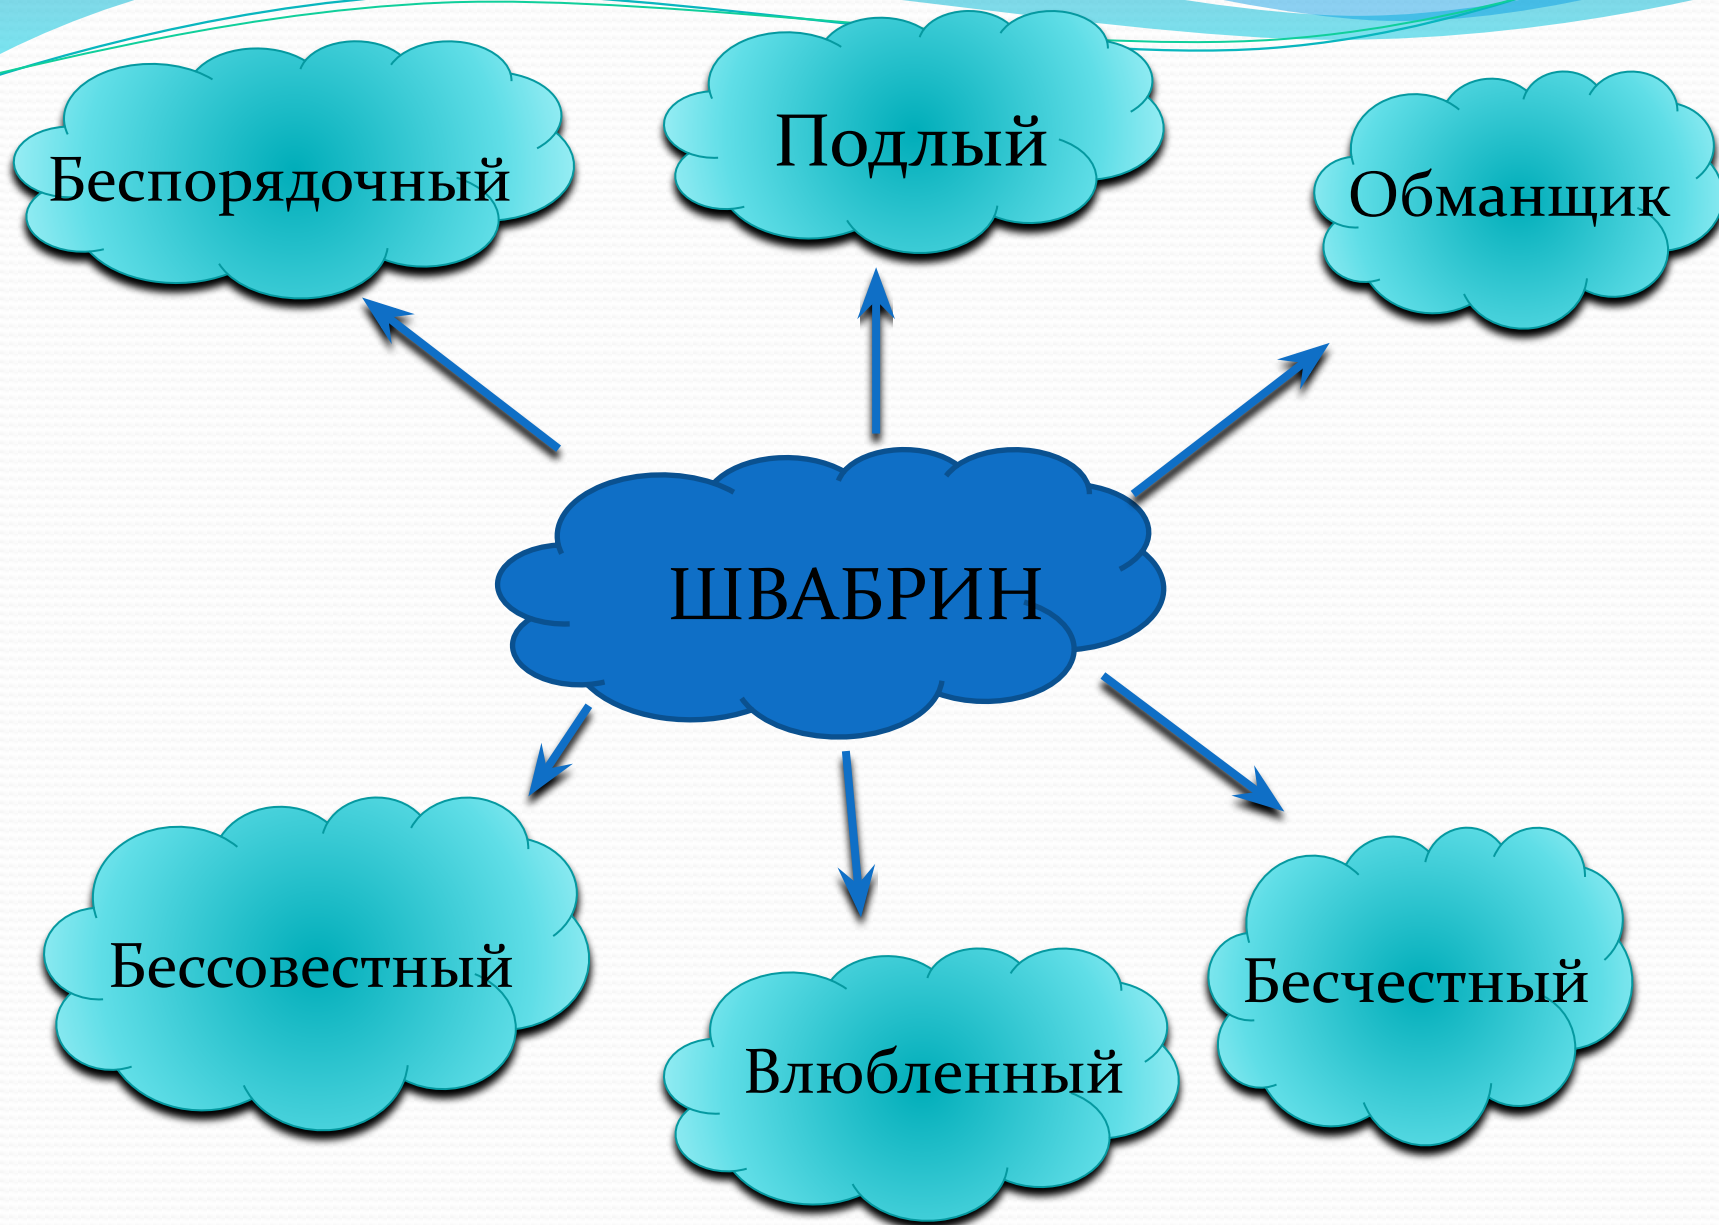 Беспорядочный
Подлый
Обманщик
ШВАБРИН
Бессовестный
Влюбленный
Бесчестный